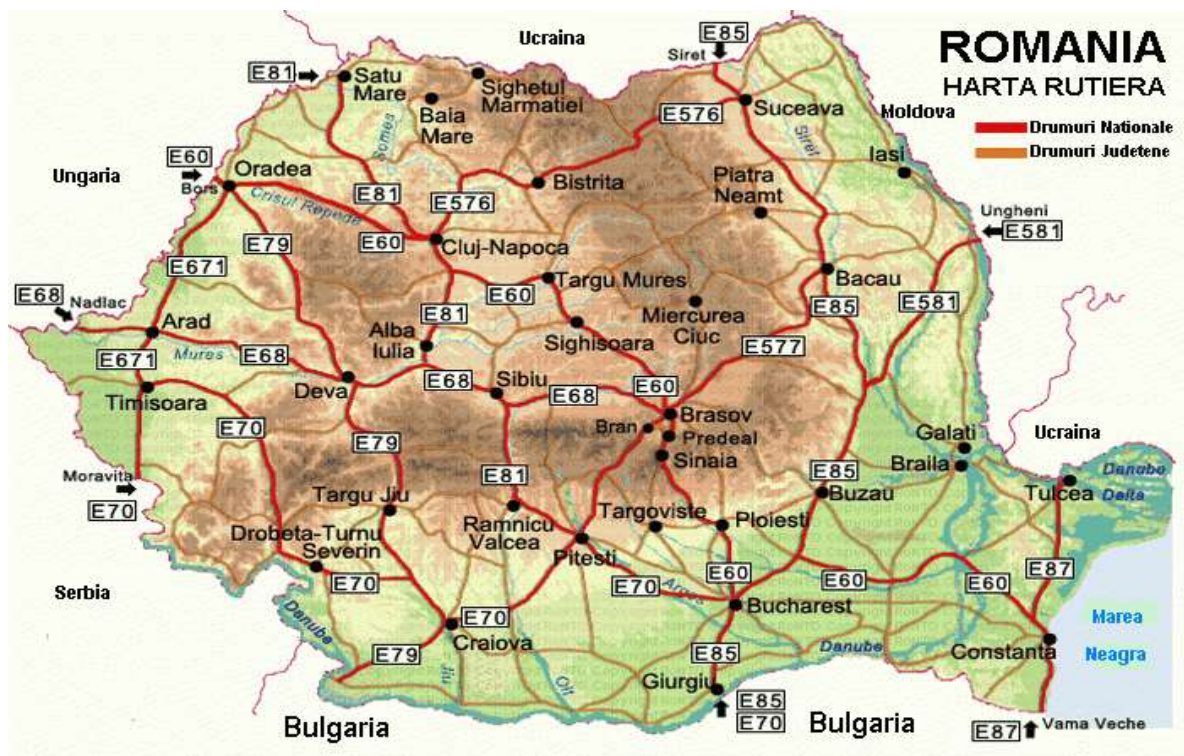 ROMANIA
HARTA RUTIERA
Drumuri Nationale
Drumuri Judetene
Ucraina
E85
Siret
E81
Satu
Mare
Sighetul
Marmatiei
Baia
Mare
Somes
E576
Suceava
Siret
Moldova
Iasi
Ungaria
E60
Bors
Oradea
Crisul Repede
E81
E576
Bistrita
Piatra
Neamt
Ungheni
E581
E79
E60
Cluj-Napoca
E671
Targu Mures
E60
Bacau
E68
Nadlac
Arad
E81
Alba
Iulia
Miercurea
Ciuc
E85
E581
Sighisoara
E671
Mures
E68
Deva
E577
E68
Sibiu
E68
E60
Timisoara
Brasov
Bran
Predeal
Sinaia
E70
E79
Galati
Braila
Ucraina
Moravita
E70
E81
E85
Buzau
Tulcea
Danube
Delta
Targu Jiu
Ramnicu
Valcea
Targoviste
Ploiesti
Drobeta-Turnu
Severin
Pitesti
E70
E70
Arges
E60
E60
E60
E87
Serbia
Danube
E70
Craiova
Bucharest
Marea
Neagra
E79
Jiu
Olt
E85
Danube
Constanta
Giurgiu
E85
E70
Bulgaria
Bulgaria
E87
Vama Veche